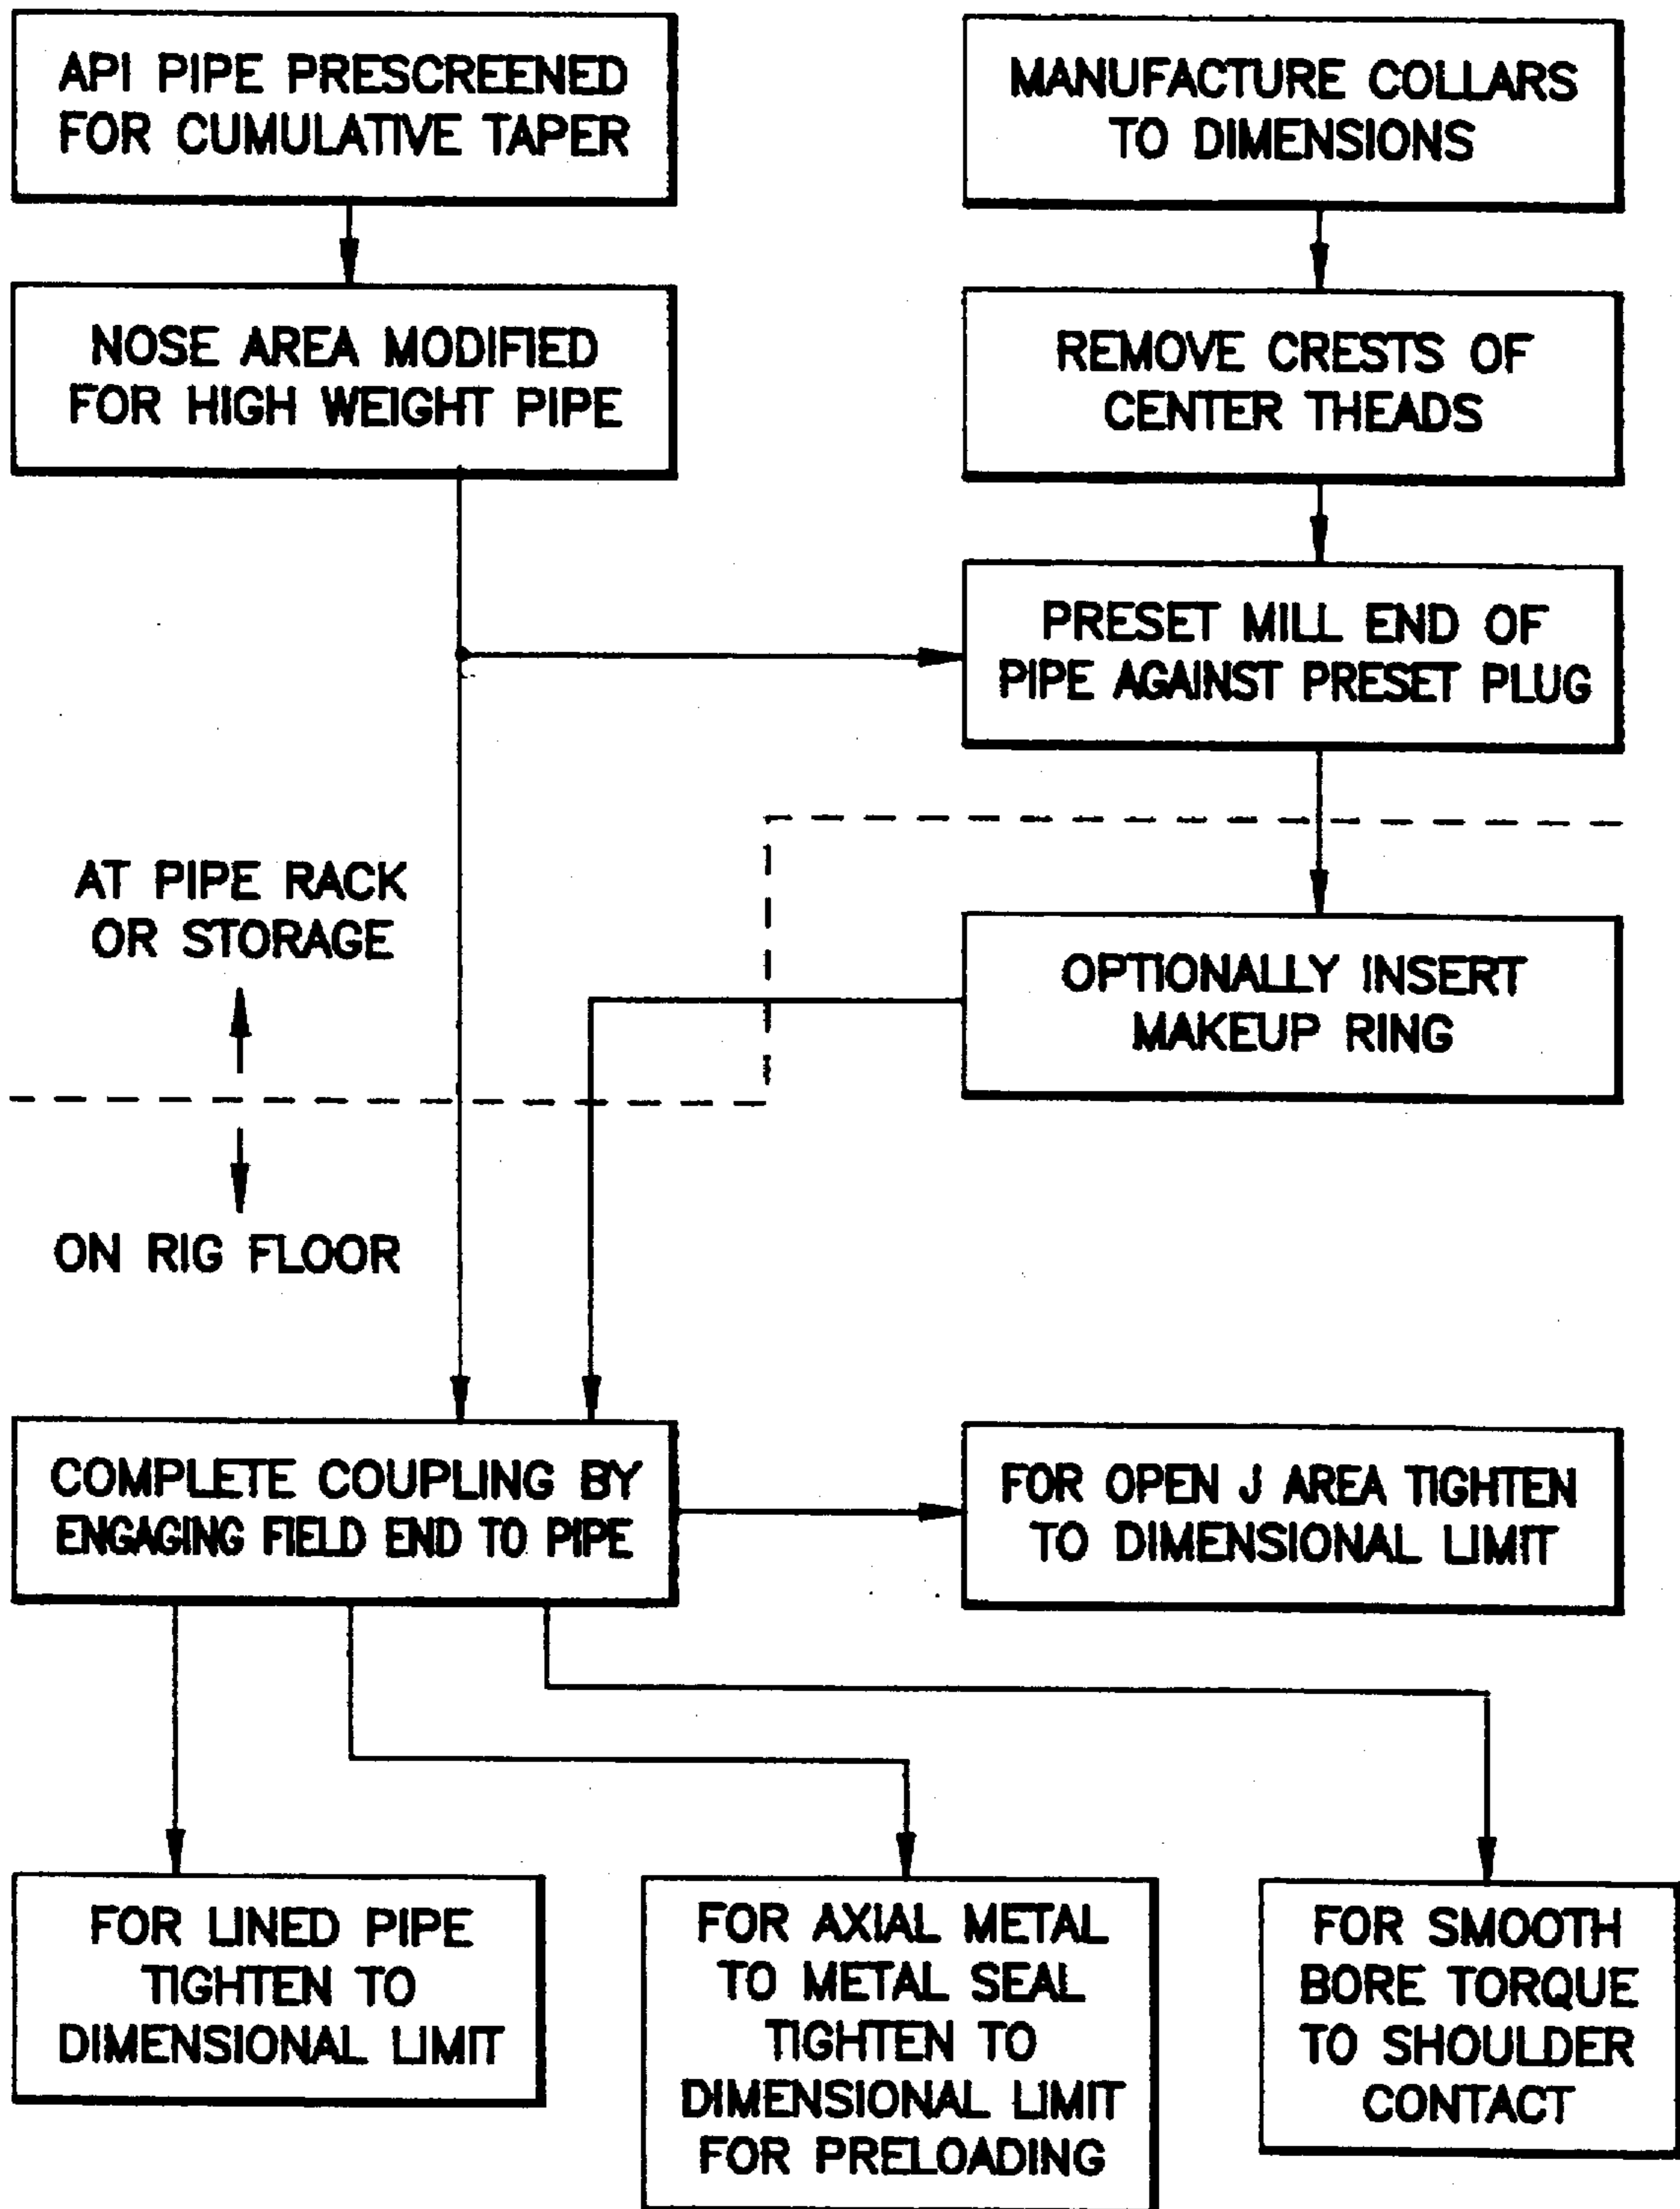 API PIPE PRESCREENED
FOR CUMULATIVE TAPER
MANUFACTURE COLLARS
TO DIMENSIONS
NOSE AREA MODIFIED
FOR HIGH WEIGHT PIPE
REMOVE CRESTS OF
CENTER THEADS
PRESET MILL END OF
PIPE AGAINST PRESET PLUG
AT PIPE RACK
OR STORAGE
OPTIONALLY INSERT
MAKEUP RING
ON RIG FLOOR
COMPLETE COUPLING BY
ENGAGING FIELD END TO PIPE
FOR OPEN J AREA TIGHTEN
TO DIMENSIONAL LIMIT
FOR LINED PIPE
TIGHTEN TO
DIMENSIONAL LIMIT
FOR AXIAL METAL
TO METAL SEAL
TIGHTEN TO
DIMENSIONAL LIMIT
FOR PRELOADING
FOR SMOOTH
BORE TORQUE
TO SHOULDER
CONTACT